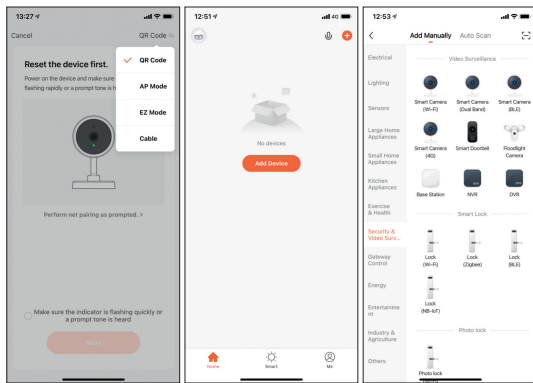 13:27
Cancel
QR Code
Reset the device first.
Power on the device and make sure
flashing rapidly or a prompt tone is h
QR Code
AP Mode
EZ Mode
Cable
Perform net pairing as prompted. >
Make sure the indicator is flashing quickly or
a prompt tone is heard
Next
12:51
4G
No devices
Add Device
Home
Smart
Me
12:53
Add Manually
Auto Scan
Electrical
Lighting
Sensors
Large Home
Appliances
Small Home
Appliances
Kitchen
Appliances
Exercise
& Health
Security &
Video Surv...
Gateway
Control
Energy
Entertainme
nt
Industry &
Agriculture
Others
Video Surveillance
Smart Camera
(Wi-Fi)
Smart Camera
(Dual Band)
Smart Camera
(BLE)
Smart Camera
(4G)
Smart Doorbell
Floodlight
Camera
Base Station
NVR
DVR
Smart Lock
Lock
(Wi-Fi)
Lock
(Zigbee)
Lock
(BLE)
Lock
(NB-IoT)
Photo lock
Photo lock